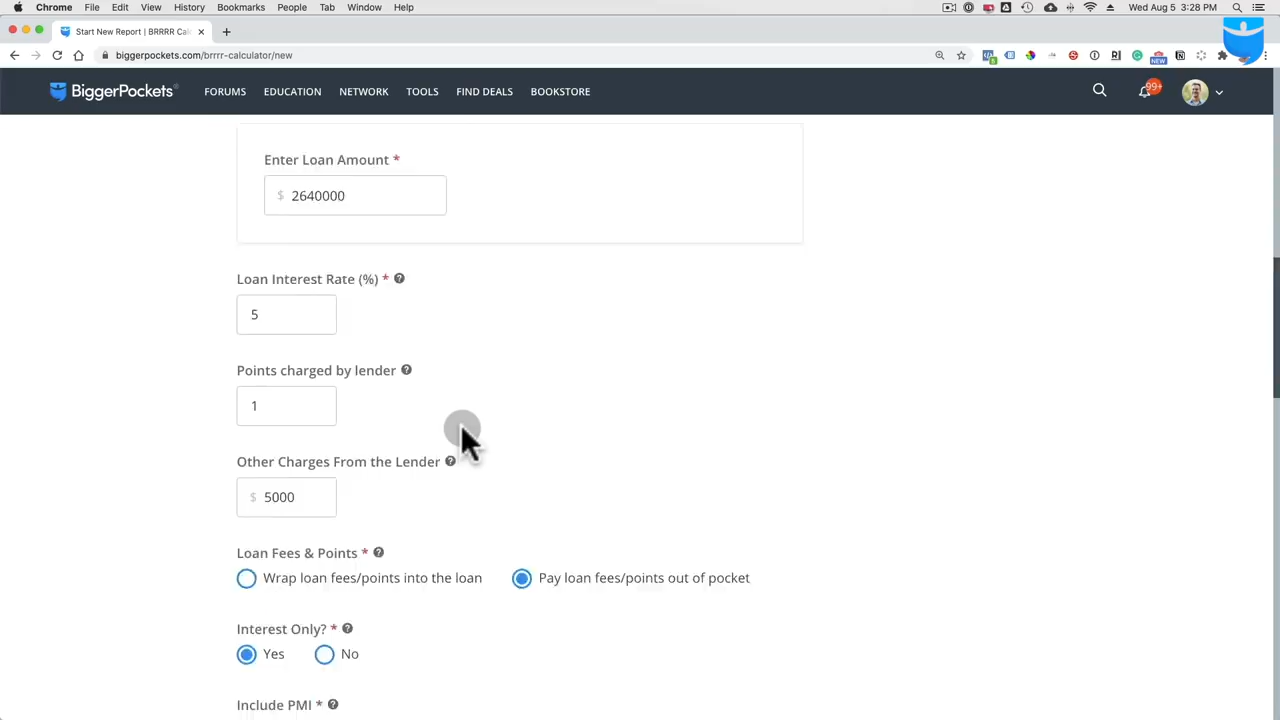 Chrome File Edit View History Bookmarks People Tab Window Help Wed Aug 5 3:28 PM
Start New Report | BRRRR Calc
biggerpockets.com/brrrr-calculator/new
NEW
BiggerPockets FORUMS EDUCATION NETWORK TOOLS FIND DEALS BOOKSTORE 99+
Enter Loan Amount *
$ 2640000
Loan Interest Rate (%) * ?
5
Points charged by lender ?
1
Other Charges From the Lender ?
$ 5000
Loan Fees & Points * ?
Wrap loan fees/points into the loan Pay loan fees/points out of pocket
Interest Only? * ?
Yes No
Include PMI * ?